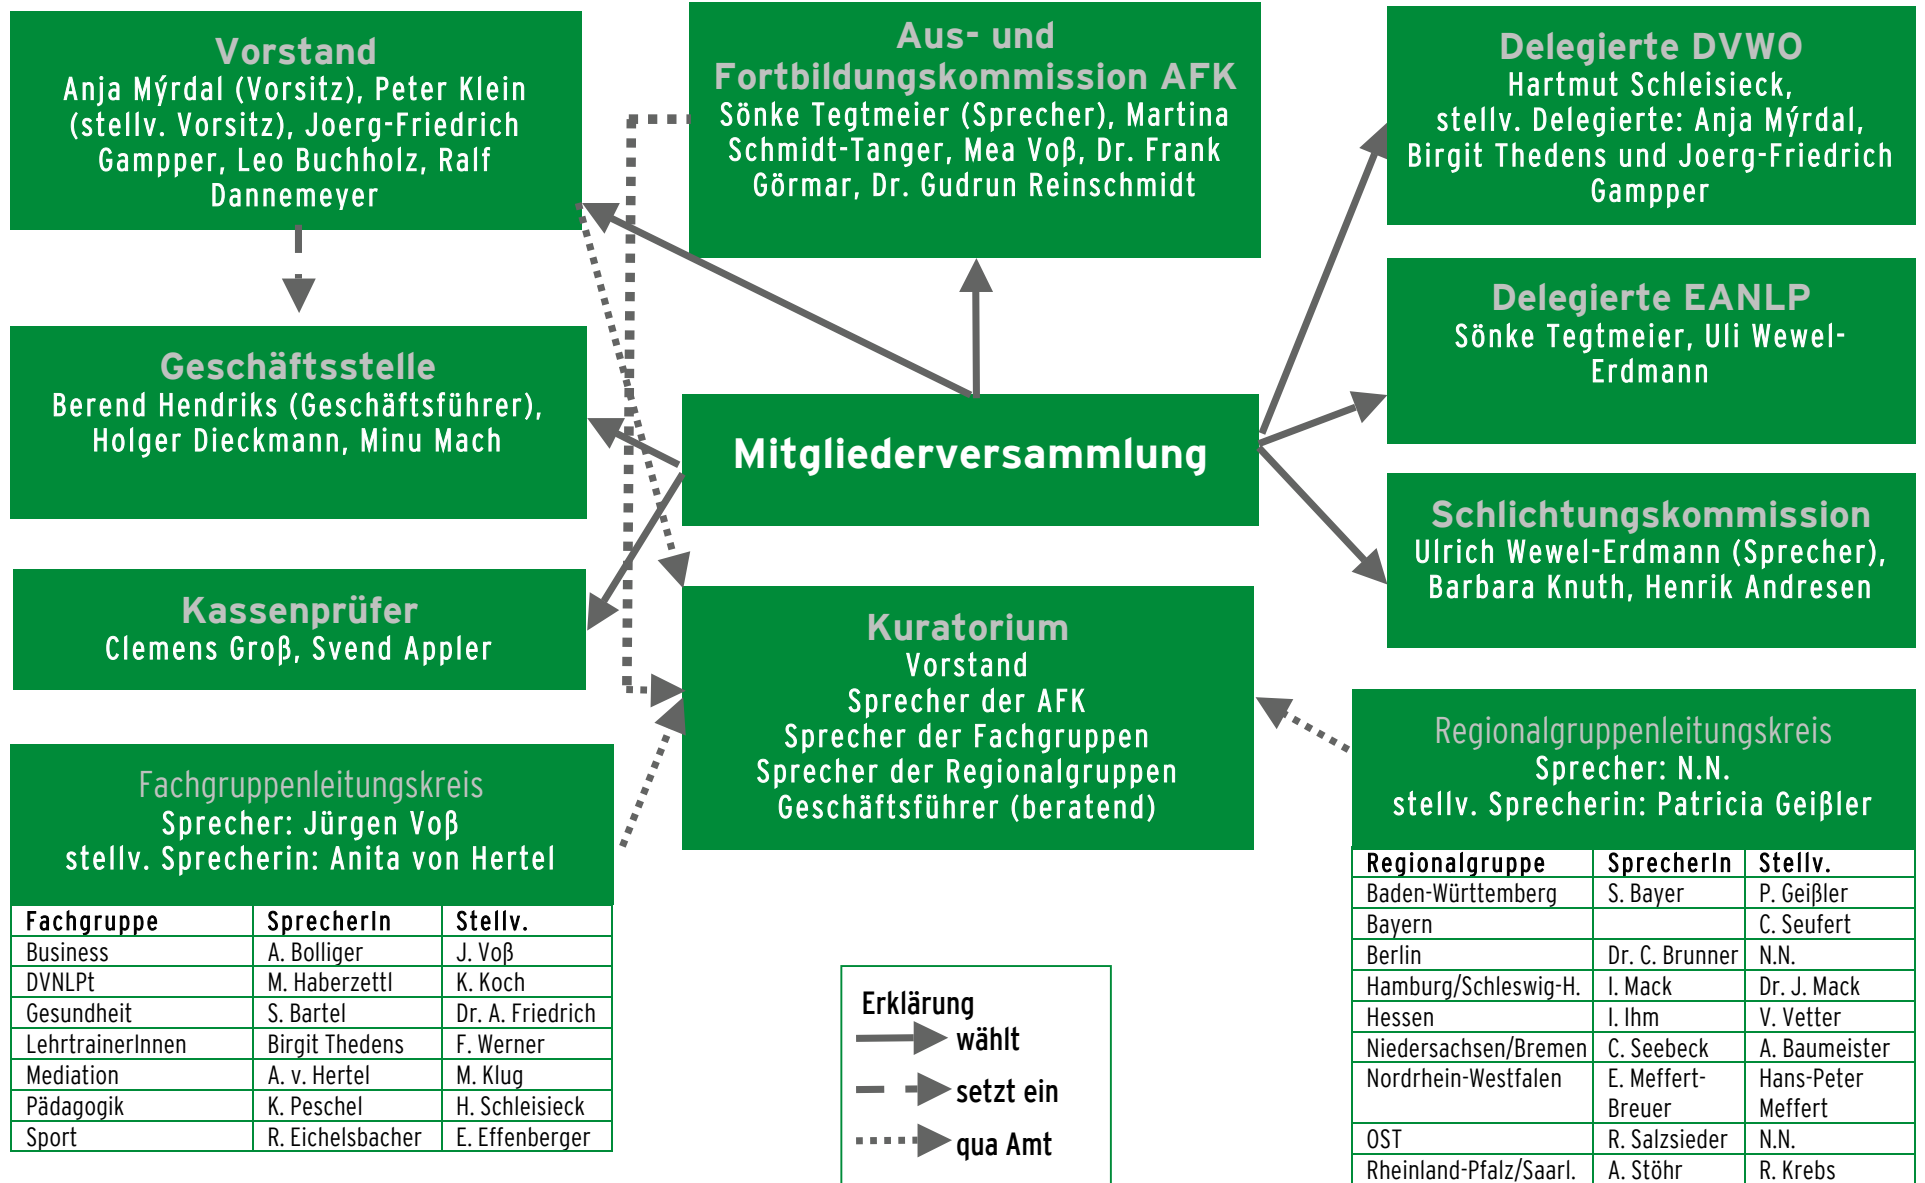 Vorstand
Anja Mýrdal (Vorsitz), Peter Klein
(stellv. Vorsitz), Joerg-Friedrich
Gampper, Leo Buchholz, Ralf
Dannemeyer
Aus- und
Fortbildungskommission AFK
Sönke Tegtmeier (Sprecher), Martina
Schmidt-Tanger, Mea Voß, Dr. Frank
Görmar, Dr. Gudrun Reinschmidt
Delegierte DVWO
Hartmut Schleisieck,
stellv. Delegierte: Anja Mýrdal,
Birgit Thedens und Joerg-Friedrich
Gampper
Delegierte EANLP
Sönke Tegtmeier, Uli Wewel-
Erdmann
Geschäftsstelle
Berend Hendriks (Geschäftsführer),
Holger Dieckmann, Minu Mach
Mitgliederversammlung
Schlichtungskommission
Ulrich Wewel-Erdmann (Sprecher),
Barbara Knuth, Henrik Andresen
Kassenprüfer
Clemens Groß, Svend Appler
Kuratorium
Vorstand
Sprecher der AFK
Sprecher der Fachgruppen
Sprecher der Regionalgruppen
Geschäftsführer (beratend)
Fachgruppenleitungskreis
Sprecher: Jürgen Voß
stellv. Sprecherin: Anita von Hertel
Fachgruppe SprecherIn Stellv.
Business A. Bolliger J. Voß
DVNLPt M. Haberzettl K. Koch
Gesundheit S. Bartel Dr. A. Friedrich
LehrtrainerInnen Birgit Thedens F. Werner
Mediation A. v. Hertel M. Klug
Pädagogik K. Peschel H. Schleisieck
Sport R. Eichelsbacher E. Effenberger
Erklärung
wählt
setzt ein
qua Amt
Regionalgruppenleitungskreis
Sprecher: N.N.
stellv. Sprecherin: Patricia Geißler
Regionalgruppe SprecherIn Stellv.
Baden-Württemberg S. Bayer P. Geißler
Bayern C. Seufert
Berlin Dr. C. Brunner N.N.
Hamburg/Schleswig-H. I. Mack Dr. J. Mack
Hessen I. Ihm V. Vetter
Niedersachsen/Bremen C. Seebeck A. Baumeister
Nordrhein-Westfalen E. Meffert- Hans-Peter
Breuer Meffert
OST R. Salzsieder N.N.
Rheinland-Pfalz/Saarl. A. Stöhr R. Krebs